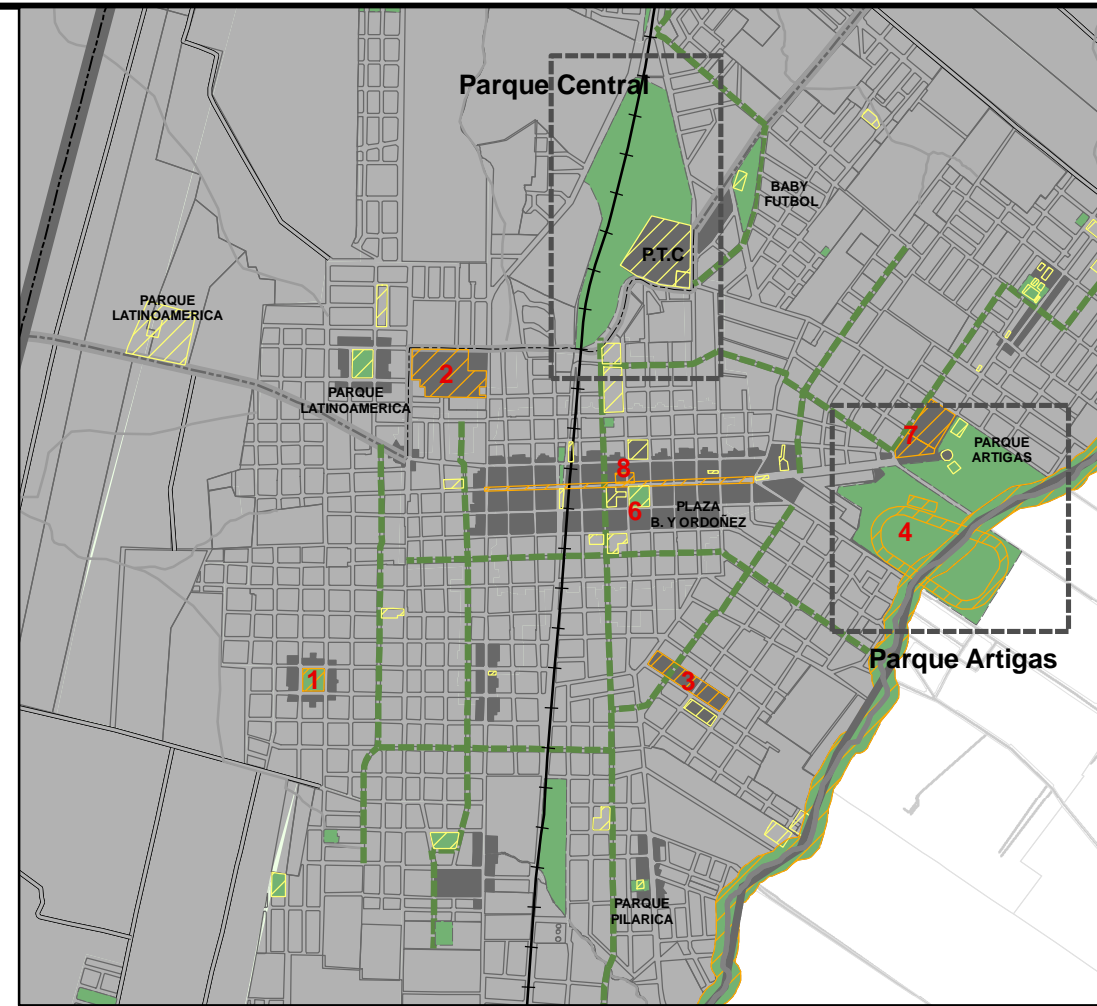 Parque Central
BABY
FUTBOL
P.T.C
PARQUE
LATINOAMERICA
2
PARQUE
LATINOAMERICA
7
PARQUE
ARTIGAS
8
6
PLAZA
B. Y ORDOÑEZ
4
Parque Artigas
1
3
PARQUE
PILARICA